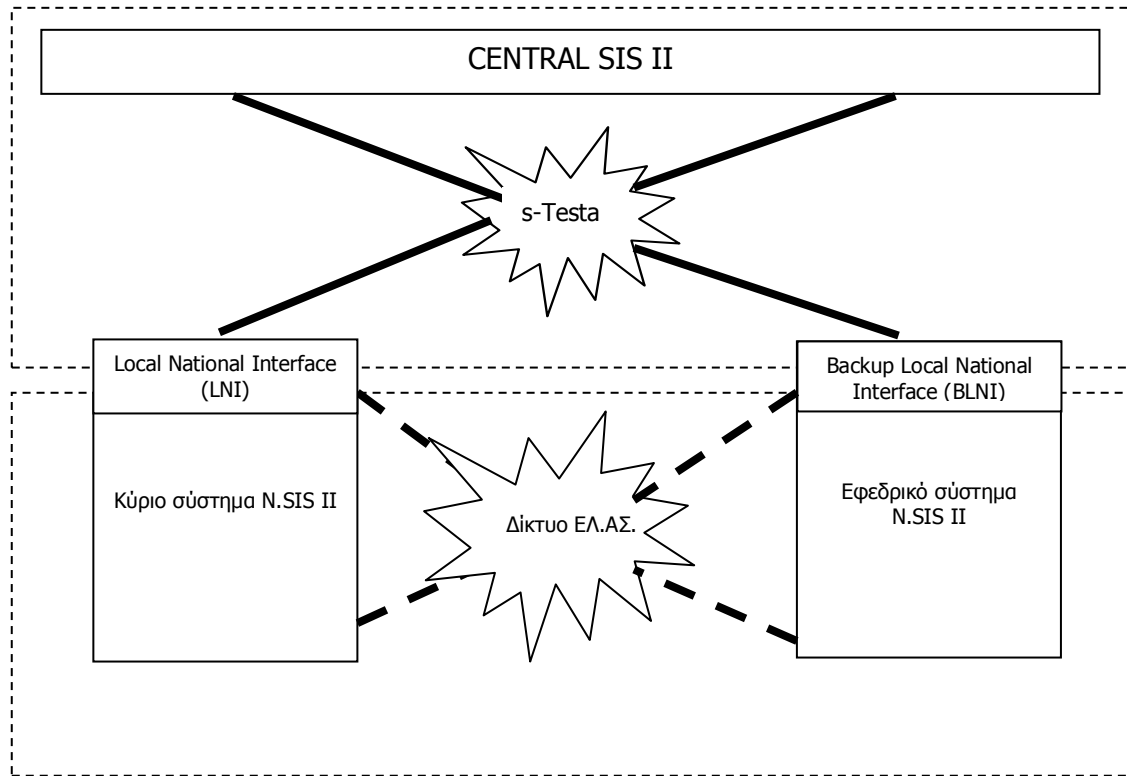 CENTRAL SIS II
s-Testa
Local National Interface
(LNI)
Backup Local National
Interface (BLNI)
Κύριο σύστημα N.SIS II
Δίκτυο ΕΛ.ΑΣ.
Εφεδρικό σύστημα
N.SIS II